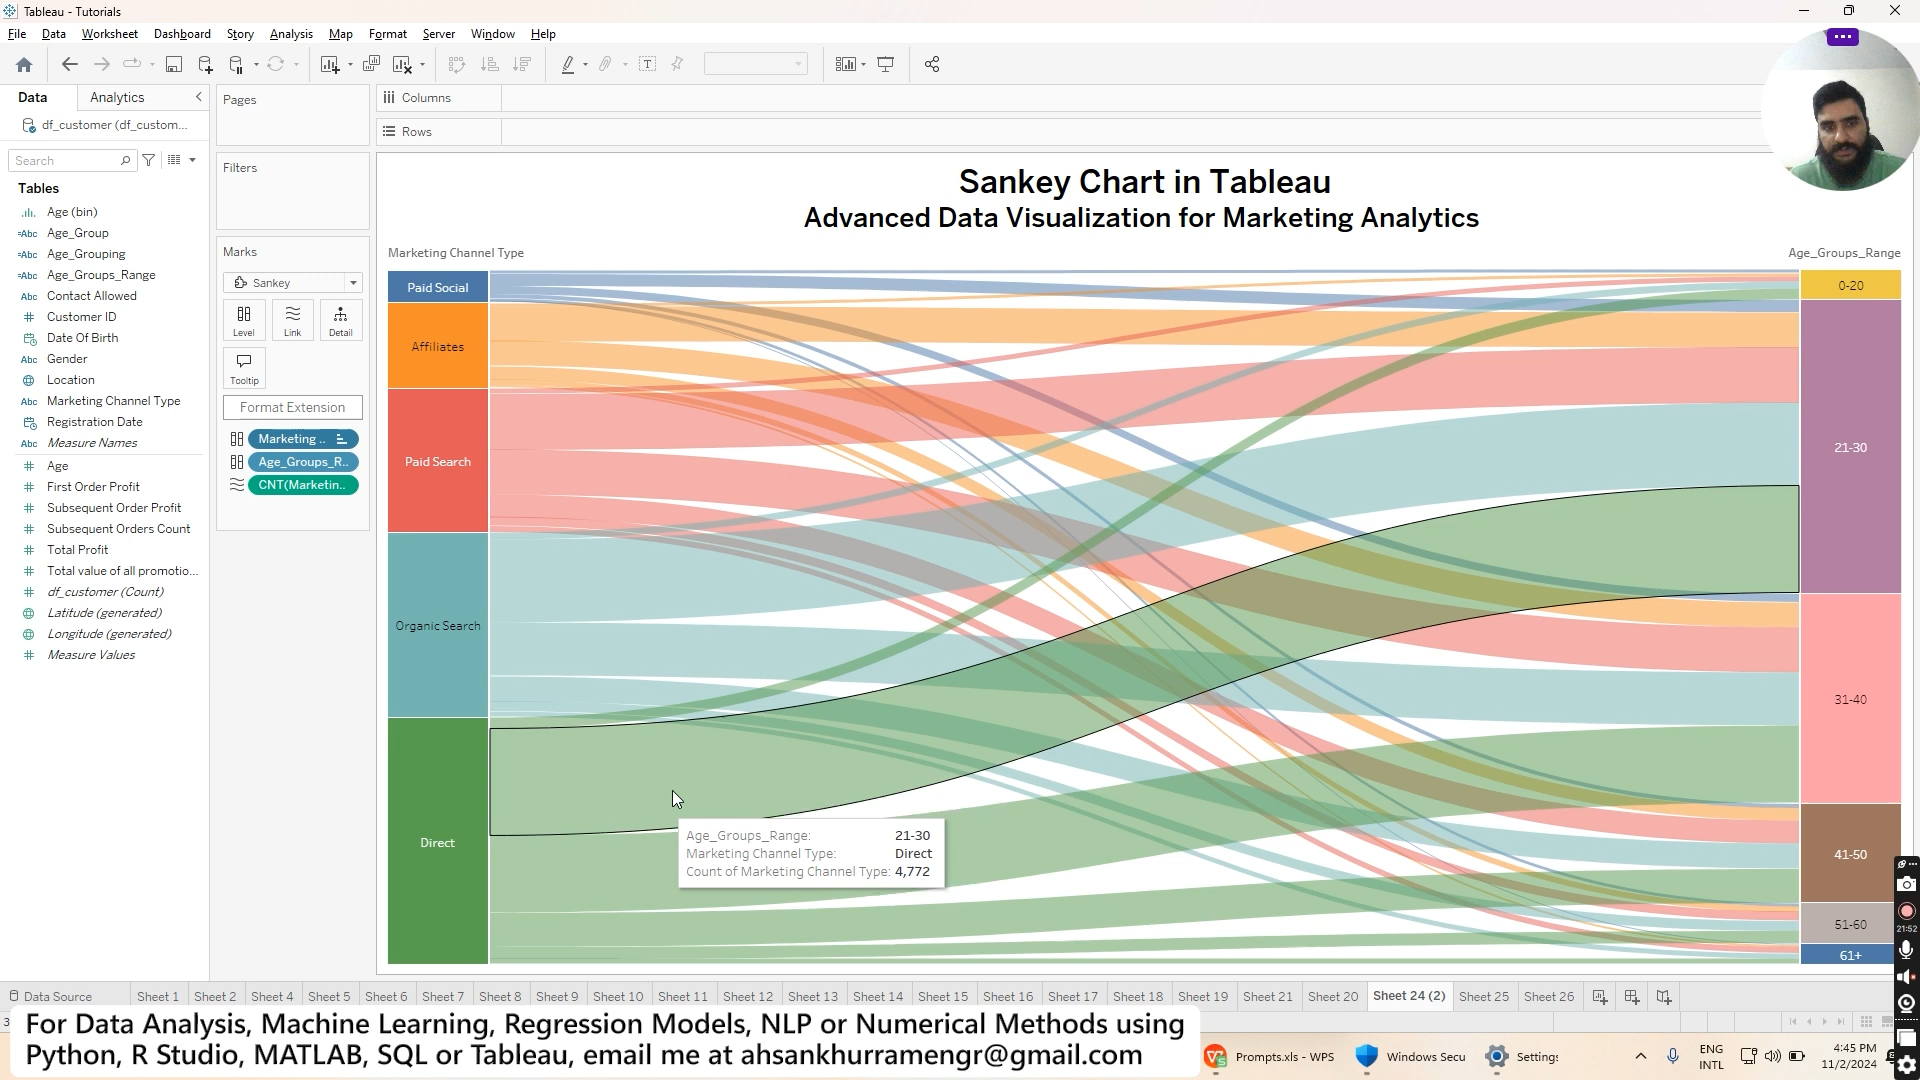 Tableau - Tutorials
File Data Worksheet Dashboard Story Analysis Map Format Server Window Help
Data Analytics
df_customer (df_custom...
Search
Tables
Age (bin)
Age_Group
Age_Grouping
Age_Groups_Range
Contact Allowed
Customer ID
Date Of Birth
Gender
Location
Marketing Channel Type
Registration Date
Measure Names
Age
First Order Profit
Subsequent Order Profit
Subsequent Orders Count
Total Profit
Total value of all promotio...
df_customer (Count)
Latitude (generated)
Longitude (generated)
Measure Values
Pages
Filters
Marks
Sankey
Level Link Detail
Tooltip
Format Extension
Marketing ..
Age_Groups_R..
CNT(Marketin..
Columns
Rows
Sankey Chart in Tableau
Advanced Data Visualization for Marketing Analytics
Marketing Channel Type
Age_Groups_Range
Paid Social
Affiliates
Paid Search
Organic Search
Direct
0-20
21-30
31-40
41-50
51-60
61+
Age_Groups_Range: 21-30
Marketing Channel Type: Direct
Count of Marketing Channel Type: 4,772
21:52
Data Source Sheet 1 Sheet 2 Sheet 4 Sheet 5 Sheet 6 Sheet 7 Sheet 8 Sheet 9 Sheet 10 Sheet 11 Sheet 12 Sheet 13 Sheet 14 Sheet 15 Sheet 16 Sheet 17 Sheet 18 Sheet 19 Sheet 21 Sheet 20 Sheet 24 (2) Sheet 25 Sheet 26
For Data Analysis, Machine Learning, Regression Models, NLP or Numerical Methods using
Python, R Studio, MATLAB, SQL or Tableau, email me at ahsankhurramengr@gmail.com
Prompts.xls - WPS Windows Secu Settings
ENG
INTL
4:45 PM
11/2/2024